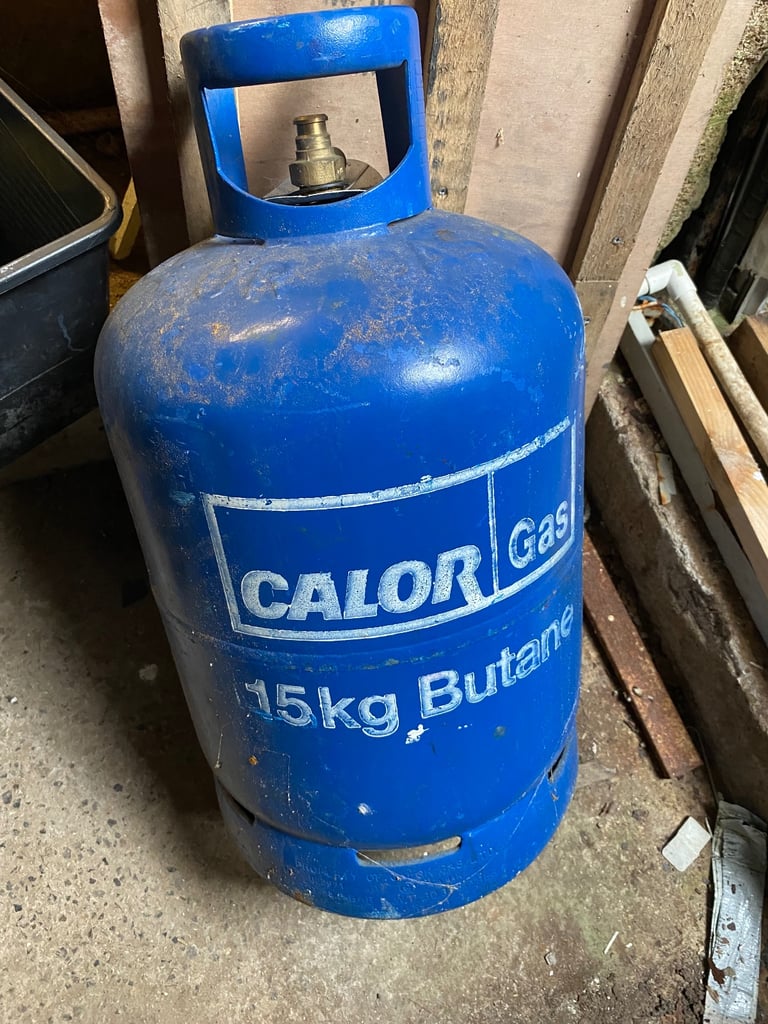 CALOR Gas
15kg Butane